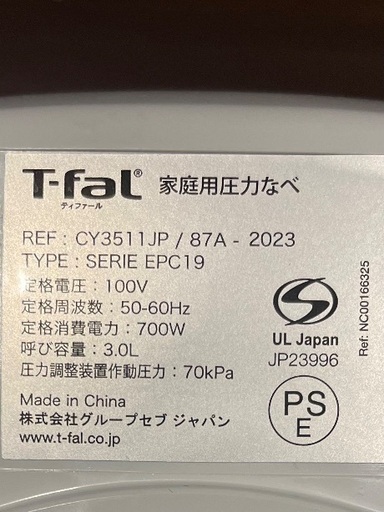 T-fal® 家庭用圧力なべ
ティファール
REF : CY3511JP / 87A - 2023
TYPE : SERIE EPC19
定格電圧 : 100V
定格周波数 : 50-60Hz
定格消費電力 : 700W
呼び容量 : 3.0L
圧力調整装置作動圧力 : 70kPa
Made in China
株式会社グループセブ ジャパン
www.t-fal.co.jp
S
UL Japan
JP23996
PS
E
Ref: NC00166325